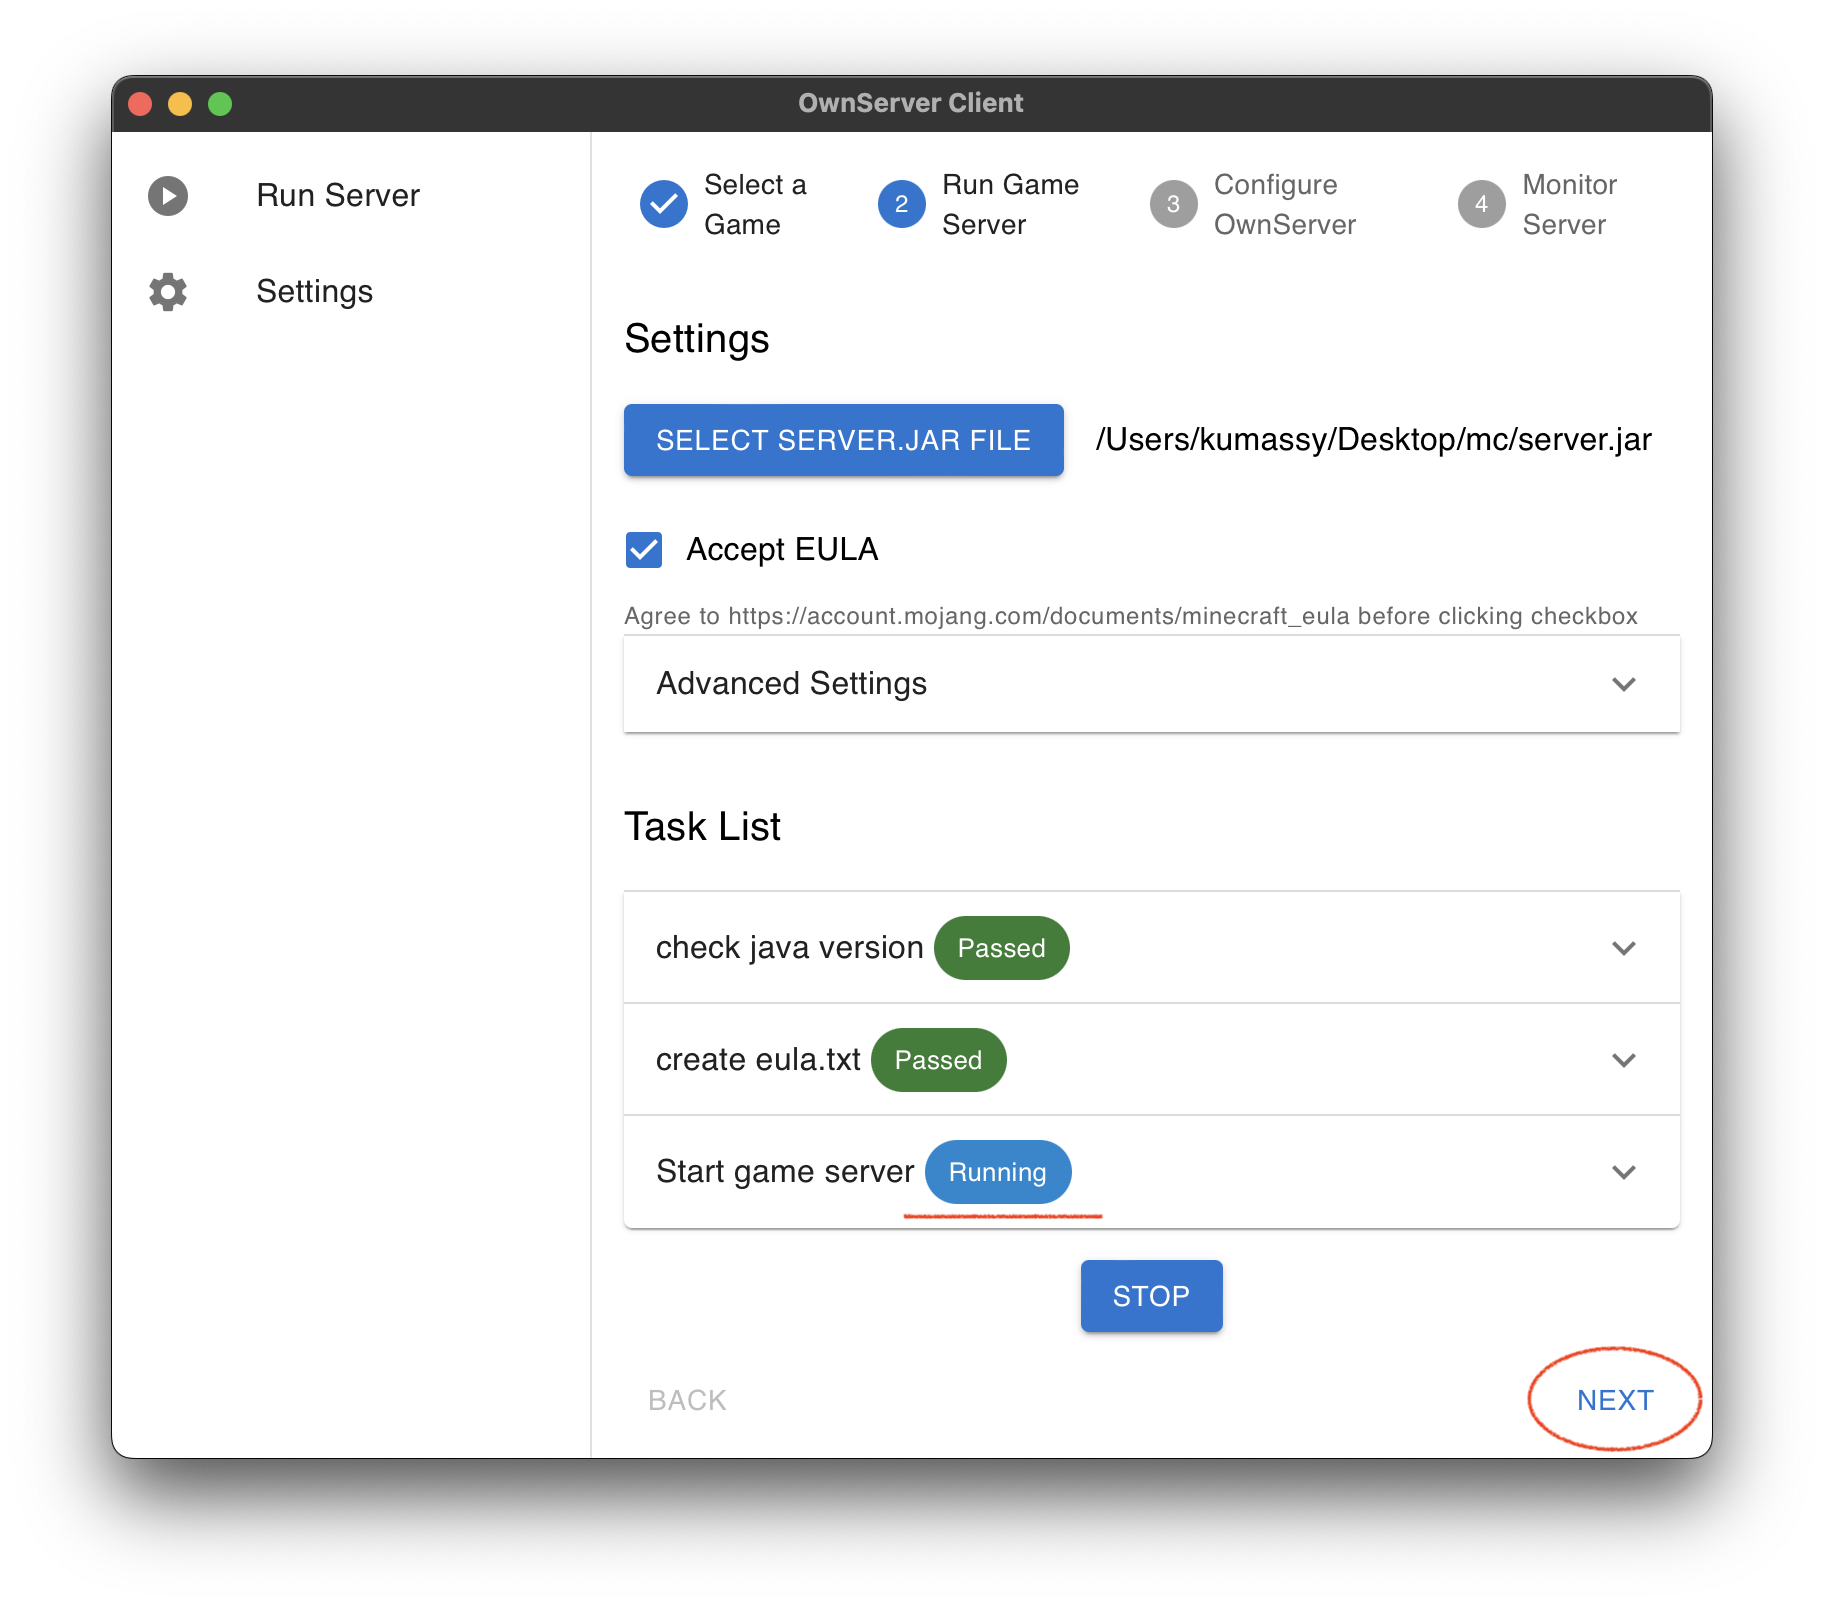 OwnServer Client
Run Server
Settings
Select a
Game
2
Run Game
Server
3
Configure
OwnServer
4
Monitor
Server
Settings
SELECT SERVER.JAR FILE
/Users/kumassy/Desktop/mc/server.jar
Accept EULA
Agree to https://account.mojang.com/documents/minecraft_eula before clicking checkbox
Advanced Settings
Task List
check java version Passed
create eula.txt Passed
Start game server Running
STOP
BACK
NEXT